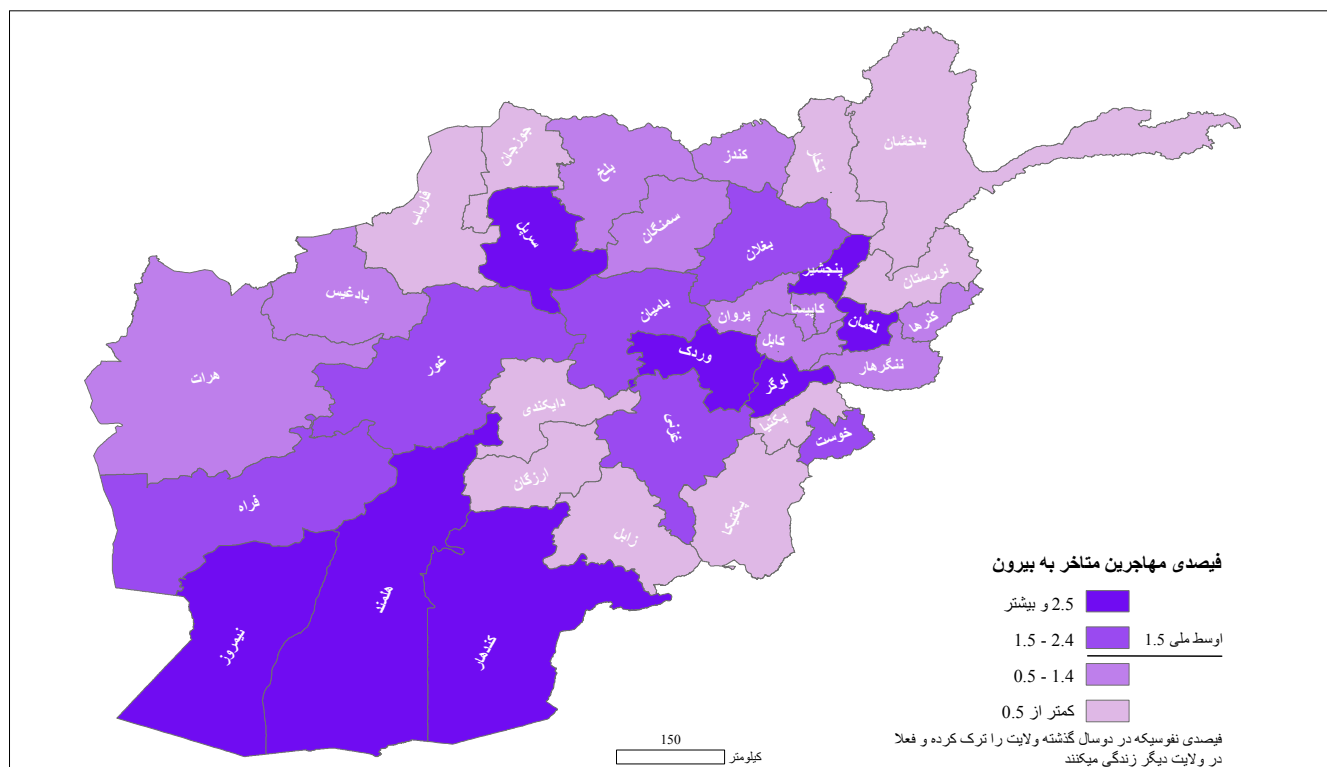 جوزجان
بدخشان
کندز
تخار
بلخ
فاریاب
سمنگان
سرپل
بغلان
پنجشیر
نورستان
بادغیس
بامیان
پروان
کاپیسا
لغمان
کنرها
کابل
وردک
ننگرهار
هرات
غور
لوگر
دایکندی
پکتیا
غزنی
خوست
ارزگان
فراه
پکتیکا
زابل
هلمند
نیمروز
کندهار
فیصدی مهاجرین متاخر به بیرون
2.5 و بیشتر
1.5 - 2.4
اوسط ملی 1.5
0.5 - 1.4
کمتر از 0.5
فیصدی نفوسیکه در دوسال گذشته ولایت را ترک کرده و فعلا
در ولایت دیگر زندگی میکنند
150
کیلومتر